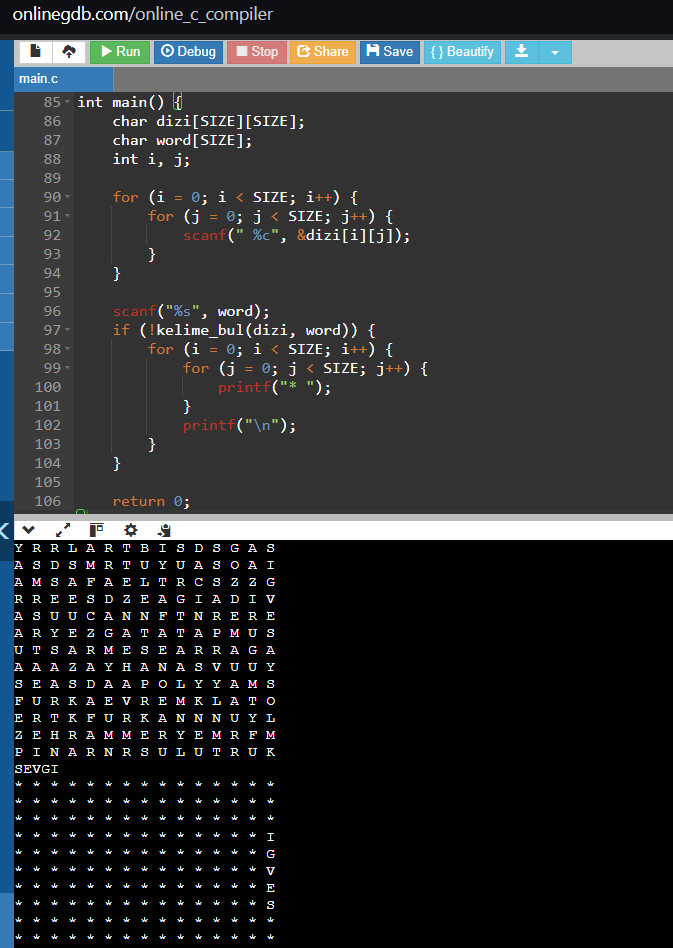 onlinegdb.com/online_c_compiler
Run Debug Stop Share Save { } Beautify
main.c
85 int main() {
86 char dizi[SIZE][SIZE];
87 char word[SIZE];
88 int i, j;
89
90 for (i = 0; i < SIZE; i++) {
91 for (j = 0; j < SIZE; j++) {
92 scanf(" %c", &dizi[i][j]);
93 }
94 }
95
96 scanf("%s", word);
97 if (!kelime_bul(dizi, word)) {
98 for (i = 0; i < SIZE; i++) {
99 for (j = 0; j < SIZE; j++) {
100 printf("* ");
101 }
102 printf("\n");
103 }
104 }
105
106 return 0;
Y R R L A R T B I S D S G A S
A S D S M R T U Y U A S O A I
A M S A F A E L T R C S Z Z G
R R E E S D Z E A G I A D I V
A S U U C A N N F T N R E R E
A R Y E Z G A T A T A P M U S
U T S A R M E S E A R R A G A
A A A Z A Y H A N A S V U U Y
S E A S D A A P O L Y Y A M S
F U R K A E V R E M K L A T O
E R T K F U R K A N N N U Y L
Z E H R A M M E R Y E M R F M
P I N A R N R S U L U T R U K
SEVGI
* * * * * * * * * * * * * * *
* * * * * * * * * * * * * * *
* * * * * * * * * * * * * * *
* * * * * * * * * * * * * * I
* * * * * * * * * * * * * * G
* * * * * * * * * * * * * * V
* * * * * * * * * * * * * * E
* * * * * * * * * * * * * * S
* * * * * * * * * * * * * * *
* * * * * * * * * * * * * * *